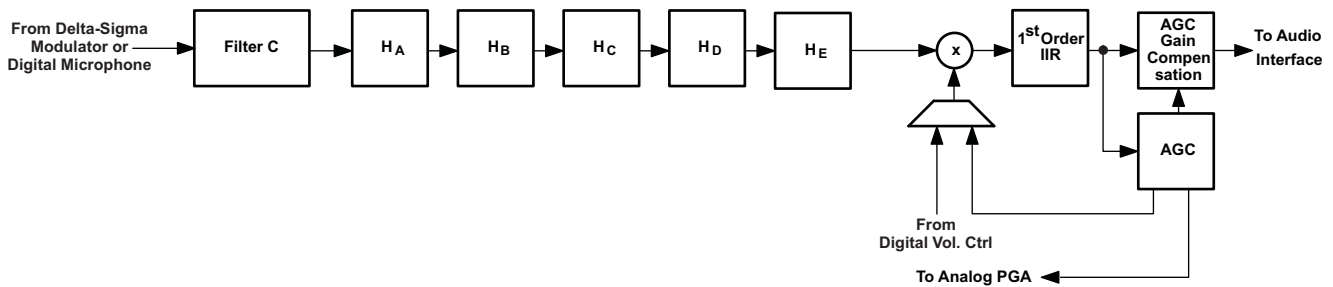 From Delta-Sigma
Modulator or
Digital Microphone
Filter C
H A
H B
H C
H D
H E
x
1st Order
IIR
AGC
Gain
Compen
sation
To Audio
Interface
AGC
From
Digital Vol. Ctrl
To Analog PGA